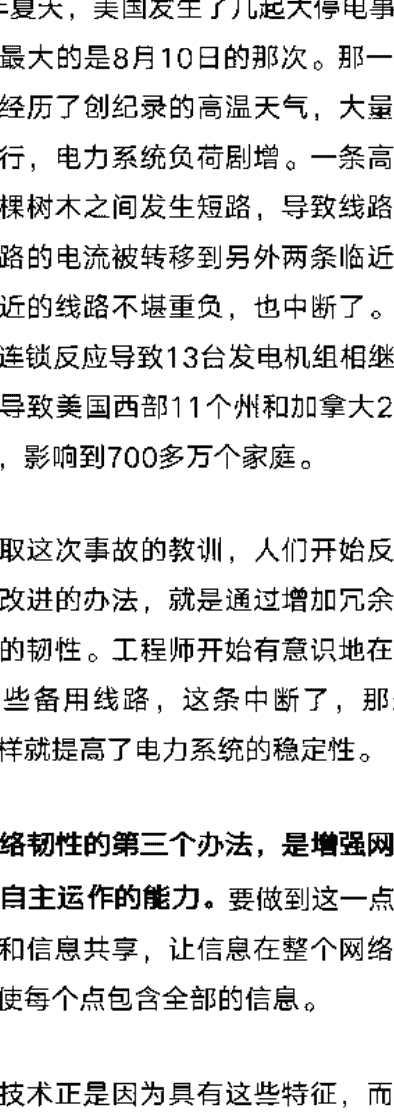 年夏天，美国发生了几起大停电事
最大的是8月10日的那次。那一
经历了创纪录的高温天气，大量
行，电力系统负荷剧增。一条高
棵树木之间发生短路，导致线路
路的电流被转移到另外两条临近
近的线路不堪重负，也中断了。
连锁反应导致13台发电机组相继
导致美国西部11个州和加拿大2
，影响到700多万个家庭。
取这次事故的教训，人们开始反
改进的办法，就是通过增加冗余
的韧性。工程师开始有意识地在
些备用线路，这条中断了，那
样就提高了电力系统的稳定性。
络韧性的第三个办法，是增强网
自主运作的能力。要做到这一点
和信息共享，让信息在整个网络
使每个点包含全部的信息。
技术正是因为具有这些特征，而